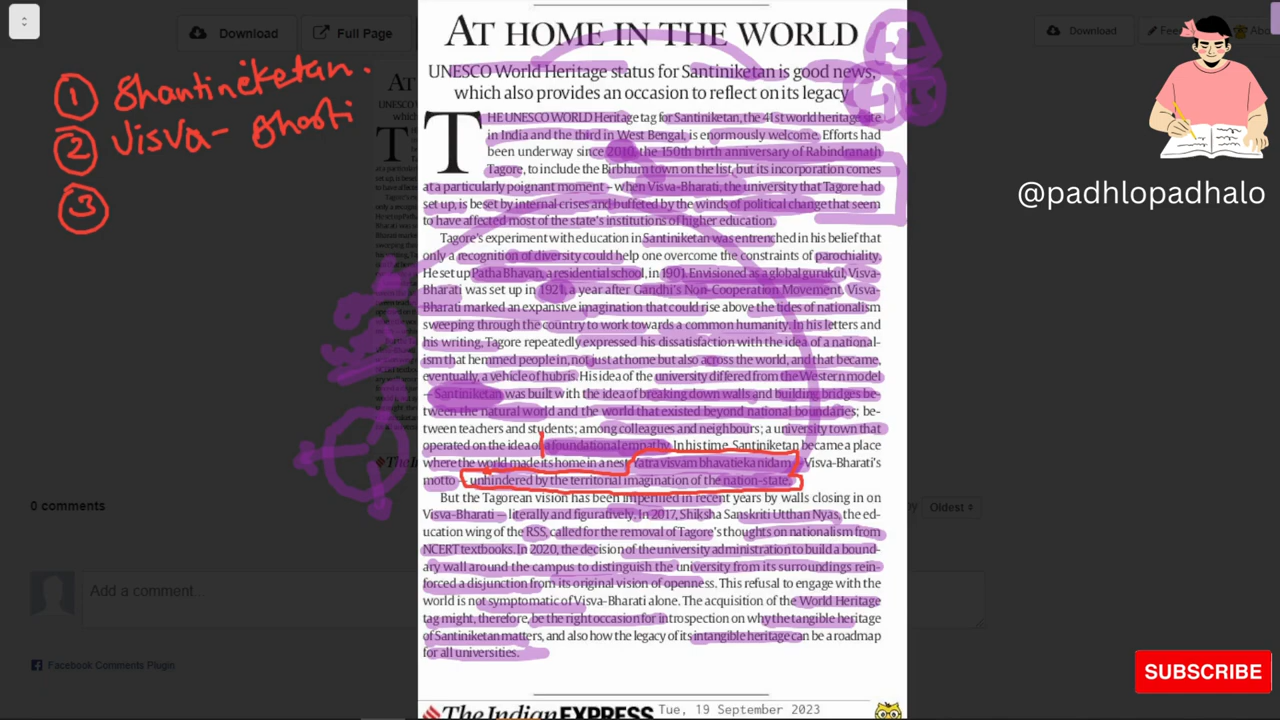 Download
Full Page
AT HOME IN THE WORLD
UNESCO World Heritage status for Santiniketan is good news,
which also provides an occasion to reflect on its legacy
THE UNESCO WORLD Heritage tag for Santiniketan, the 41st world heritage site
in India and the third in West Bengal, is enormously welcome. Efforts had
been underway since 2010, the 150th birth anniversary of Rabindranath
Tagore, to include the Birbhum town on the list, but its incorporation comes
at a particularly poignant moment — when Visva-Bharati, the university that Tagore had
set up, is beset by internal crises and buffeted by the winds of political change that seem
to have affected most of the state's institutions of higher education.
Tagore's experiment with education in Santiniketan was entrenched in his belief that
only a recognition of diversity could help one overcome the constraints of parochiality.
He set up Patha Bhavan, a residential school, in 1901. Envisioned as a global gurukul, Visva-
Bharati was set up in 1921, a year after Gandhi's Non-Cooperation Movement. Visva-
Bharati marked an expansive imagination that could rise above the tides of nationalism
sweeping through the country to work towards a common humanity. In his letters and
his writing, Tagore repeatedly expressed his dissatisfaction with the idea of a national-
ism that hemmed people in, not just at home but also across the world, and that became,
eventually, a vehicle of hubris. His idea of the university differed from the Western model
— Santiniketan was built with the idea of breaking down walls and building bridges be-
tween the natural world and the world that existed beyond national boundaries; be-
tween teachers and students; among colleagues and neighbours; a university town that
operated on the idea of a foundational empathy. In his time, Santiniketan became a place
where the world made its home in a nest Yatra visvam bhavatieka nidam), Visva-Bharati's
motto — unhindered by the territorial imagination of the nation-state.
But the Tagorean vision has been imperilled in recent years by walls closing in on
Visva-Bharati — literally and figuratively. In 2017, Shiksha Sanskriti Utthan Nyas, the ed-
ucation wing of the RSS, called for the removal of Tagore's thoughts on nationalism from
NCERT textbooks. In 2020, the decision of the university administration to build a bound-
ary wall around the campus to distinguish the university from its surroundings rein-
forced a disjunction from its original vision of openness. This refusal to engage with the
world is not symptomatic of Visva-Bharati alone. The acquisition of the World Heritage
tag might, therefore, be the right occasion for introspection on why the tangible heritage
of Santiniketan matters, and also how the legacy of its intangible heritage can be a roadmap
for all universities.
The Indian EXPRESS
Tue, 19 September 2023
① Shantiniketan.
② Visva-Bharti
③
0 comments
Oldest
Add a comment...
Facebook Comments Plugin
Download
@padhlopadhalo
SUBSCRIBE